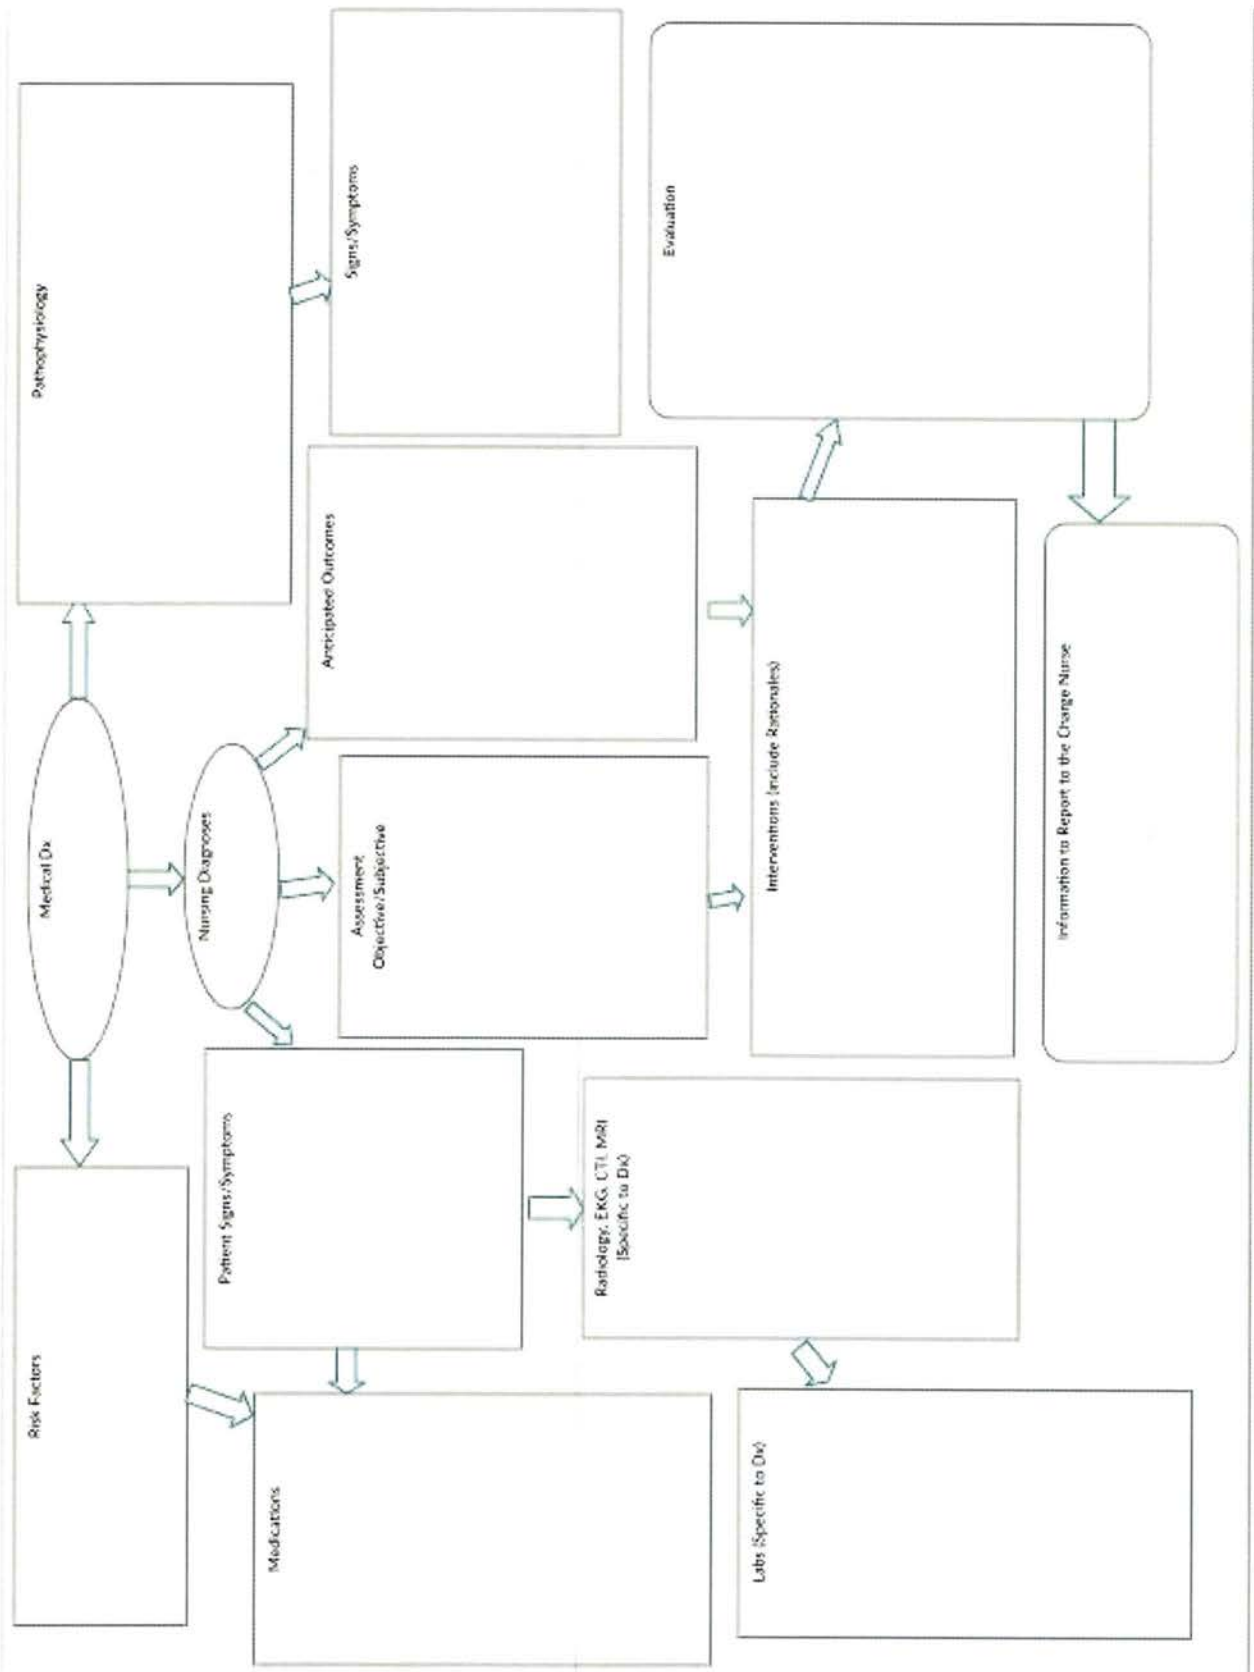 Risk Factors
Medical Dx
Pathophysiology
Nursing Diagnoses
Patient Signs/Symptoms
Medications
Assessment
Objective/Subjective
Anticipated Outcomes
Signs/Symptoms
Radiology, EKG, CTI, MRI
(Specific to Dx)
Labs (Specific to Dx)
Interventions (Include Rationales)
Evaluation
Information to Report to the Charge Nurse